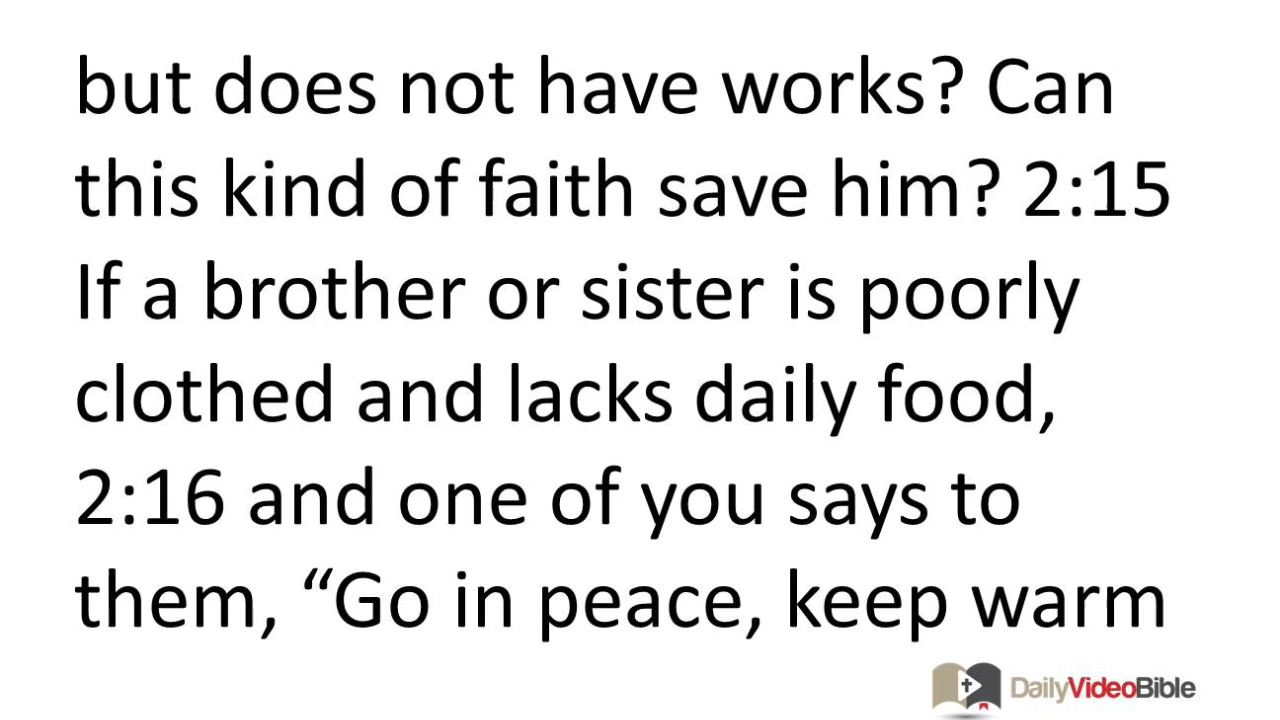 but does not have works? Can
this kind of faith save him? 2:15
If a brother or sister is poorly
clothed and lacks daily food,
2:16 and one of you says to
them, “Go in peace, keep warm
DailyVideoBible